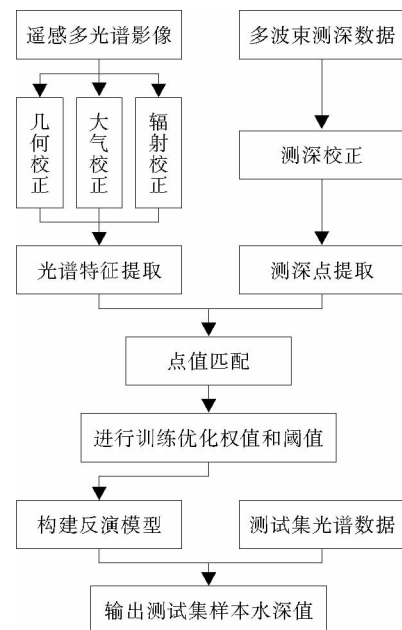 遥感多光谱影像
多波束测深数据
几何校正
大气校正
辐射校正
测深校正
光谱特征提取
测深点提取
点值匹配
进行训练优化权值和阈值
构建反演模型
测试集光谱数据
输出测试集样本水深值